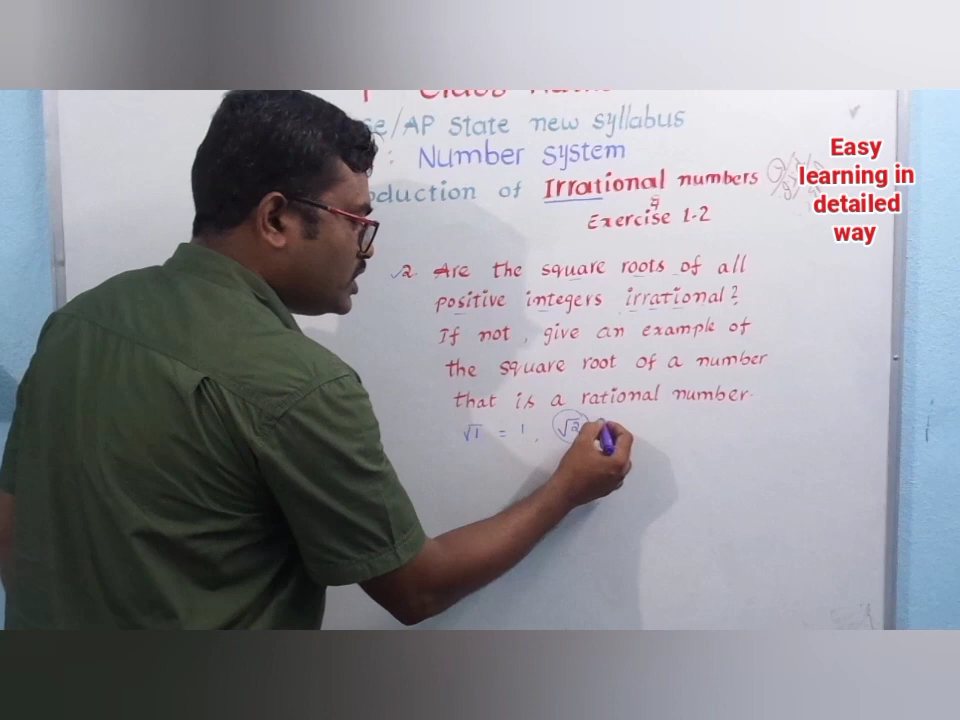 Class
/AP State new syllabus
: Number system
oduction of Irrational numbers
Exercise 1.2
2. Are the square roots of all
positive integers irrational?
If not, give an example of
the square root of a number
that is a rational number.
√1 = 1, √2
Easy
learning in
detailed
way